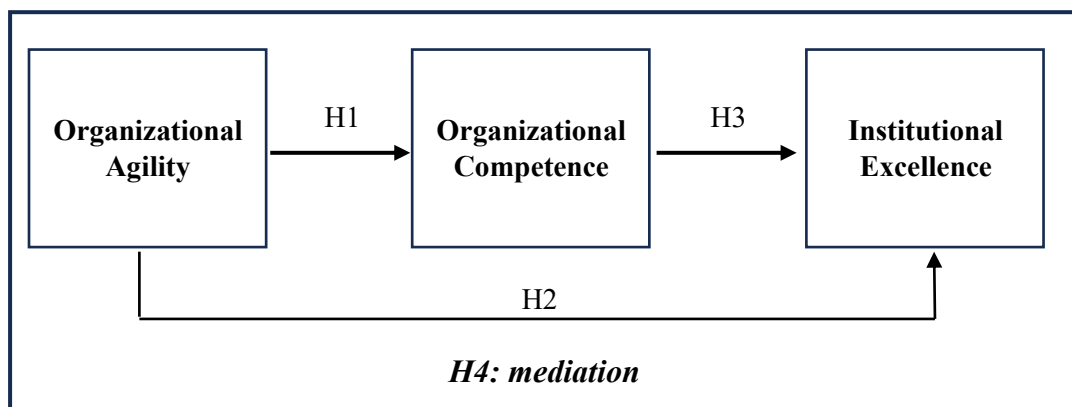 Organizational
Agility
H1
Organizational
Competence
H3
Institutional
Excellence
H2
H4: mediation